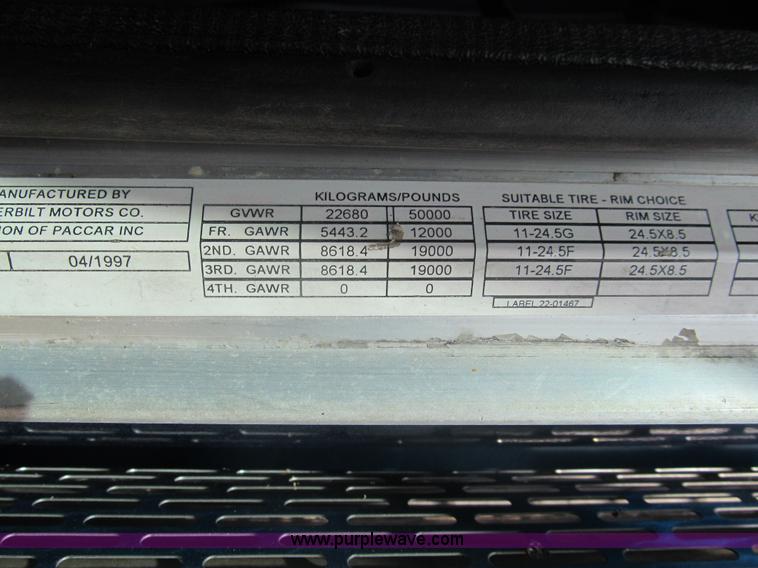 ANUFACTURED BY
ERBILT MOTORS CO.
ION OF PACCAR INC
04/1997
KILOGRAMS/POUNDS
GVWR 22680 50000
FR. GAWR 5443.2 12000
2ND. GAWR 8618.4 19000
3RD. GAWR 8618.4 19000
4TH. GAWR 0 0
SUITABLE TIRE - RIM CHOICE
TIRE SIZE RIM SIZE
11-24.5G 24.5X8.5
11-24.5F 24.5X8.5
11-24.5F 24.5X8.5
LABEL 22-01467
K
www.purplewave.com